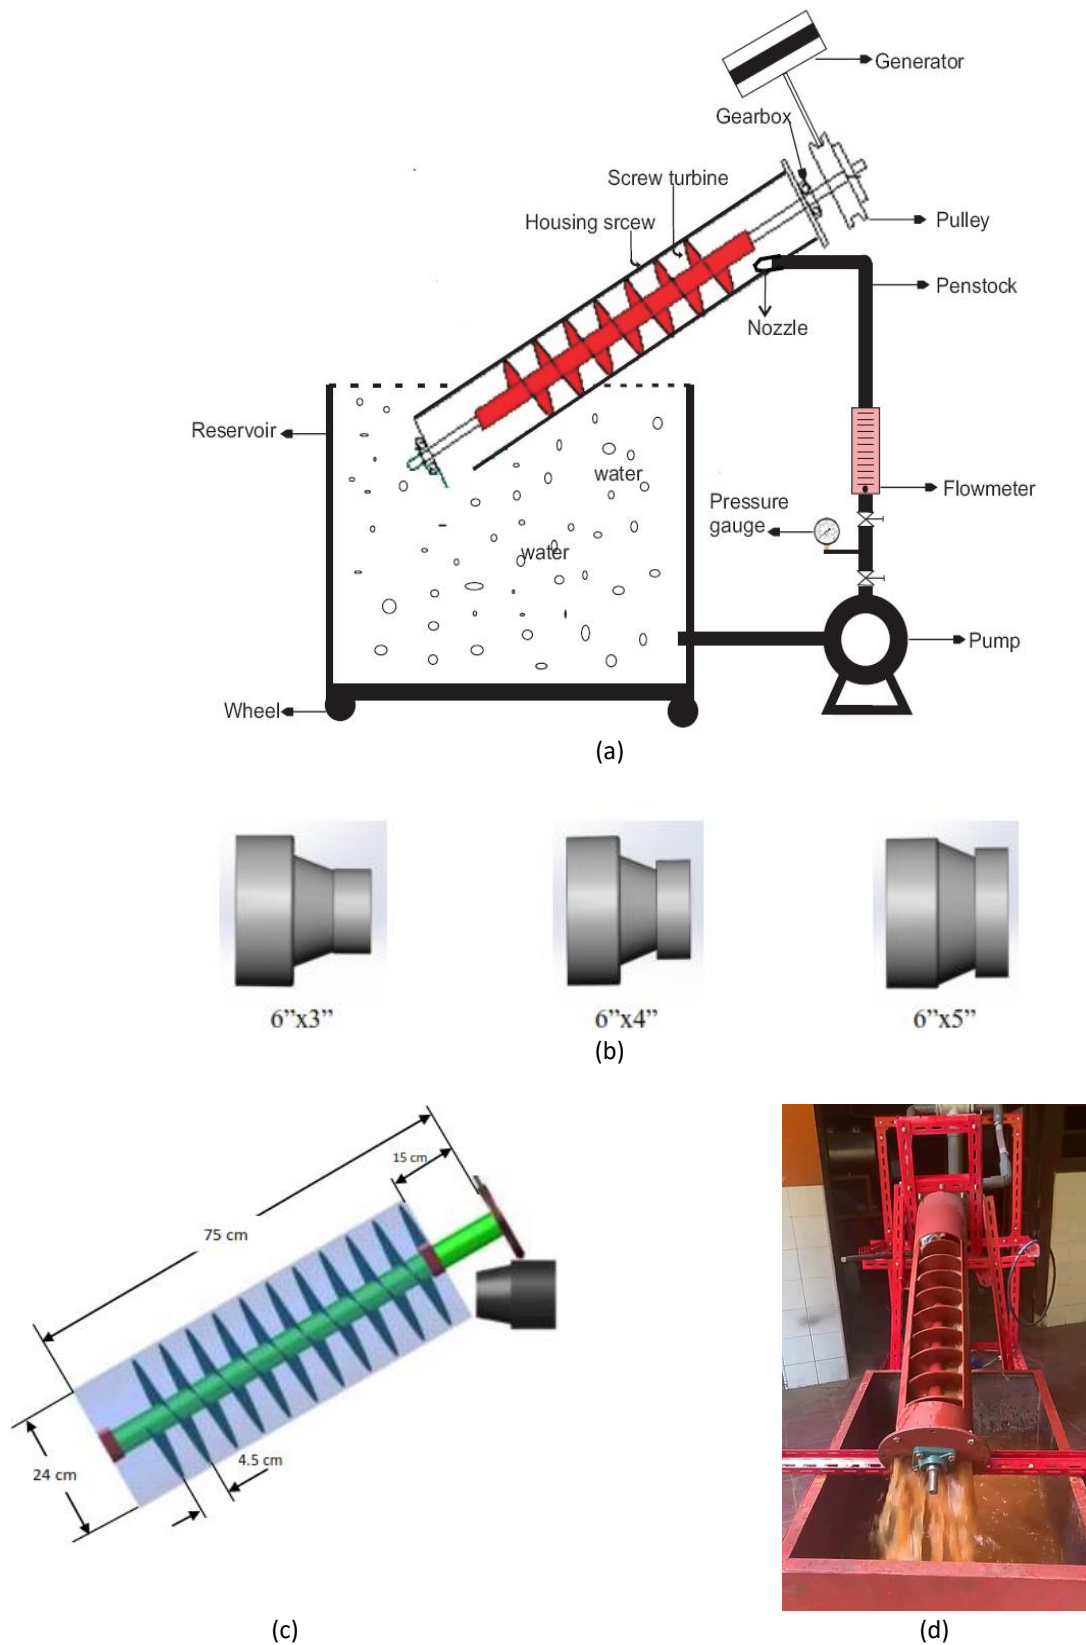 Generator
Gearbox
Screw turbine
Housing srcew
Pulley
Penstock
Nozzle
Reservoir
water
Flowmeter
Pressure
gauge
water
Pump
Wheel
(a)
6”x3”
6”x4”
6”x5”
(b)
15 cm
75 cm
4.5 cm
24 cm
(c)
(d)